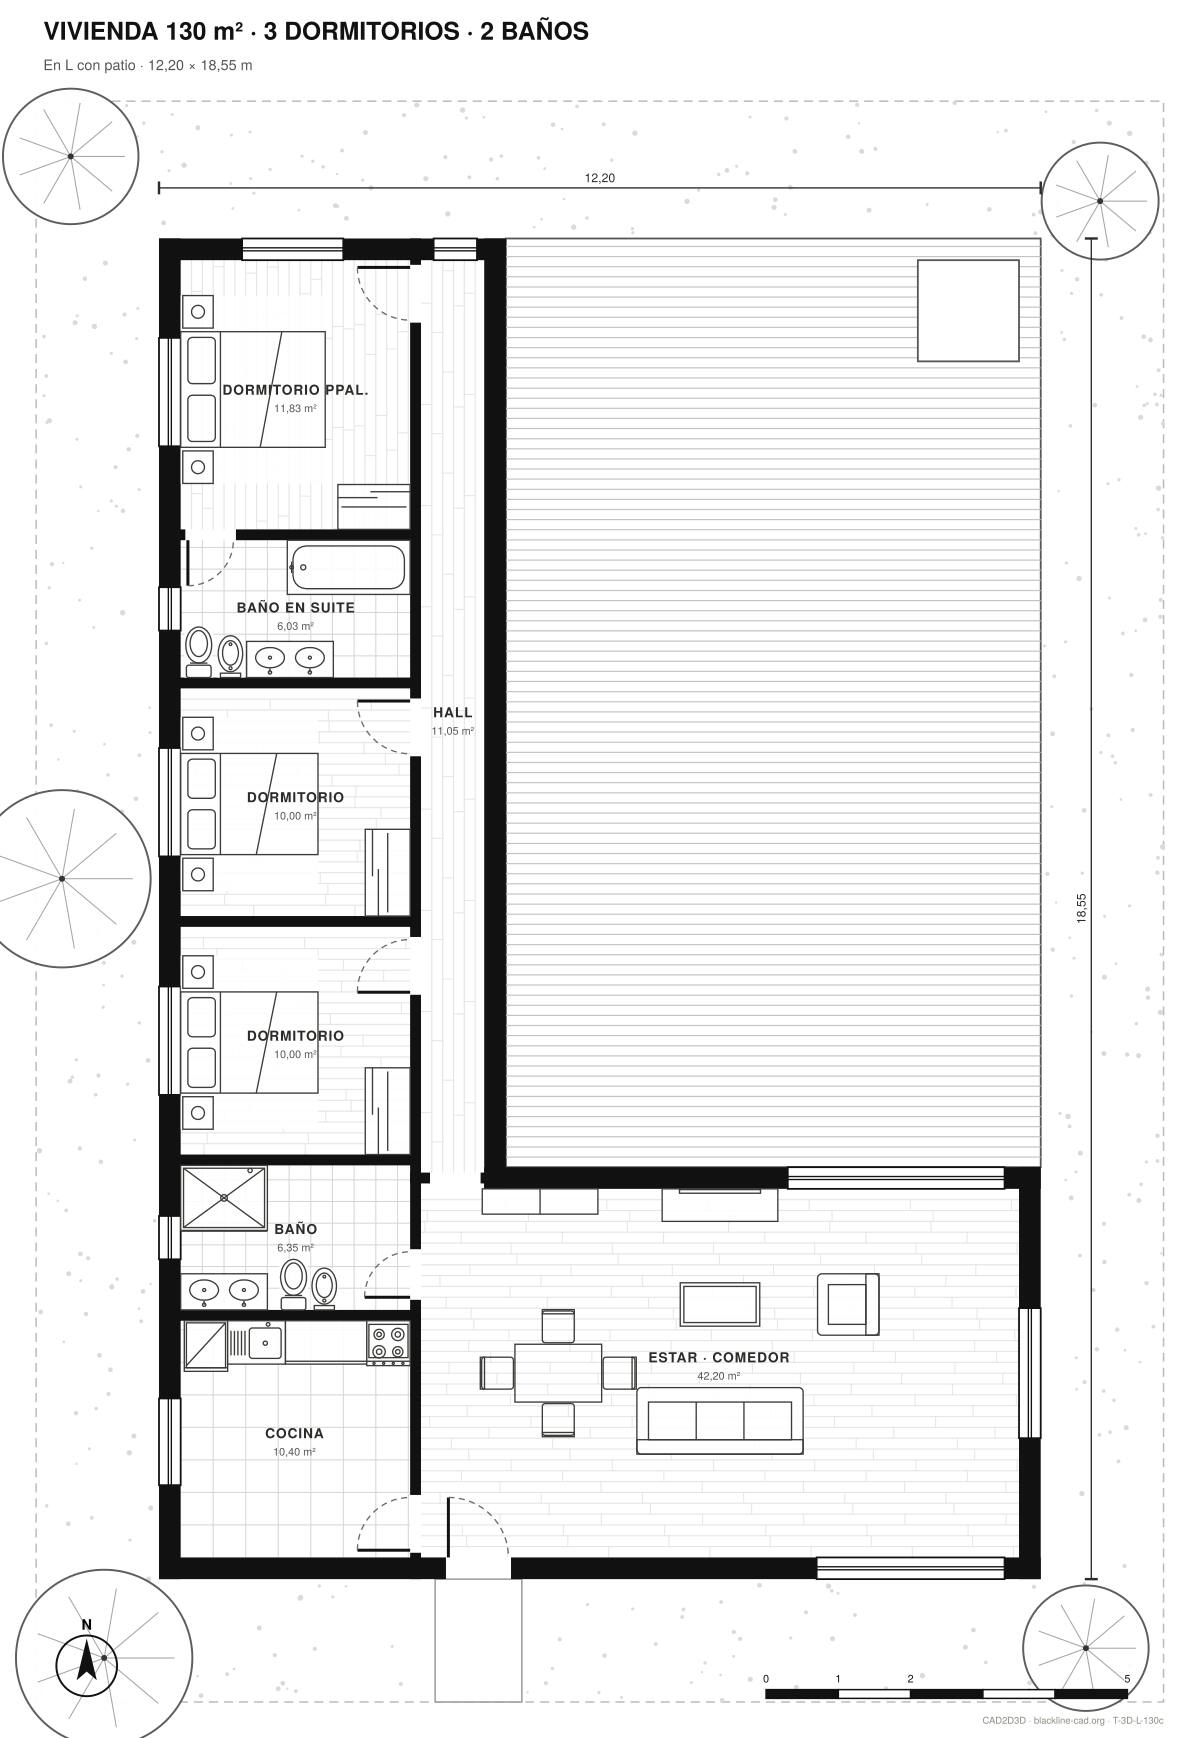 VIVIENDA 130 m² · 3 DORMITORIOS · 2 BAÑOS
En L con patio · 12,20 × 18,55 m
12,20
DORMITORIO PPAL.
11,83 m²
BAÑO EN SUITE
6,03 m²
HALL
11,05 m²
DORMITORIO
10,00 m²
18,55
DORMITORIO
10,00 m²
BAÑO
6,35 m²
ESTAR · COMEDOR
42,20 m²
COCINA
10,40 m²
N
0 1 2 5
CAD2D3D · blackline-cad.org · T-3D-L-130c